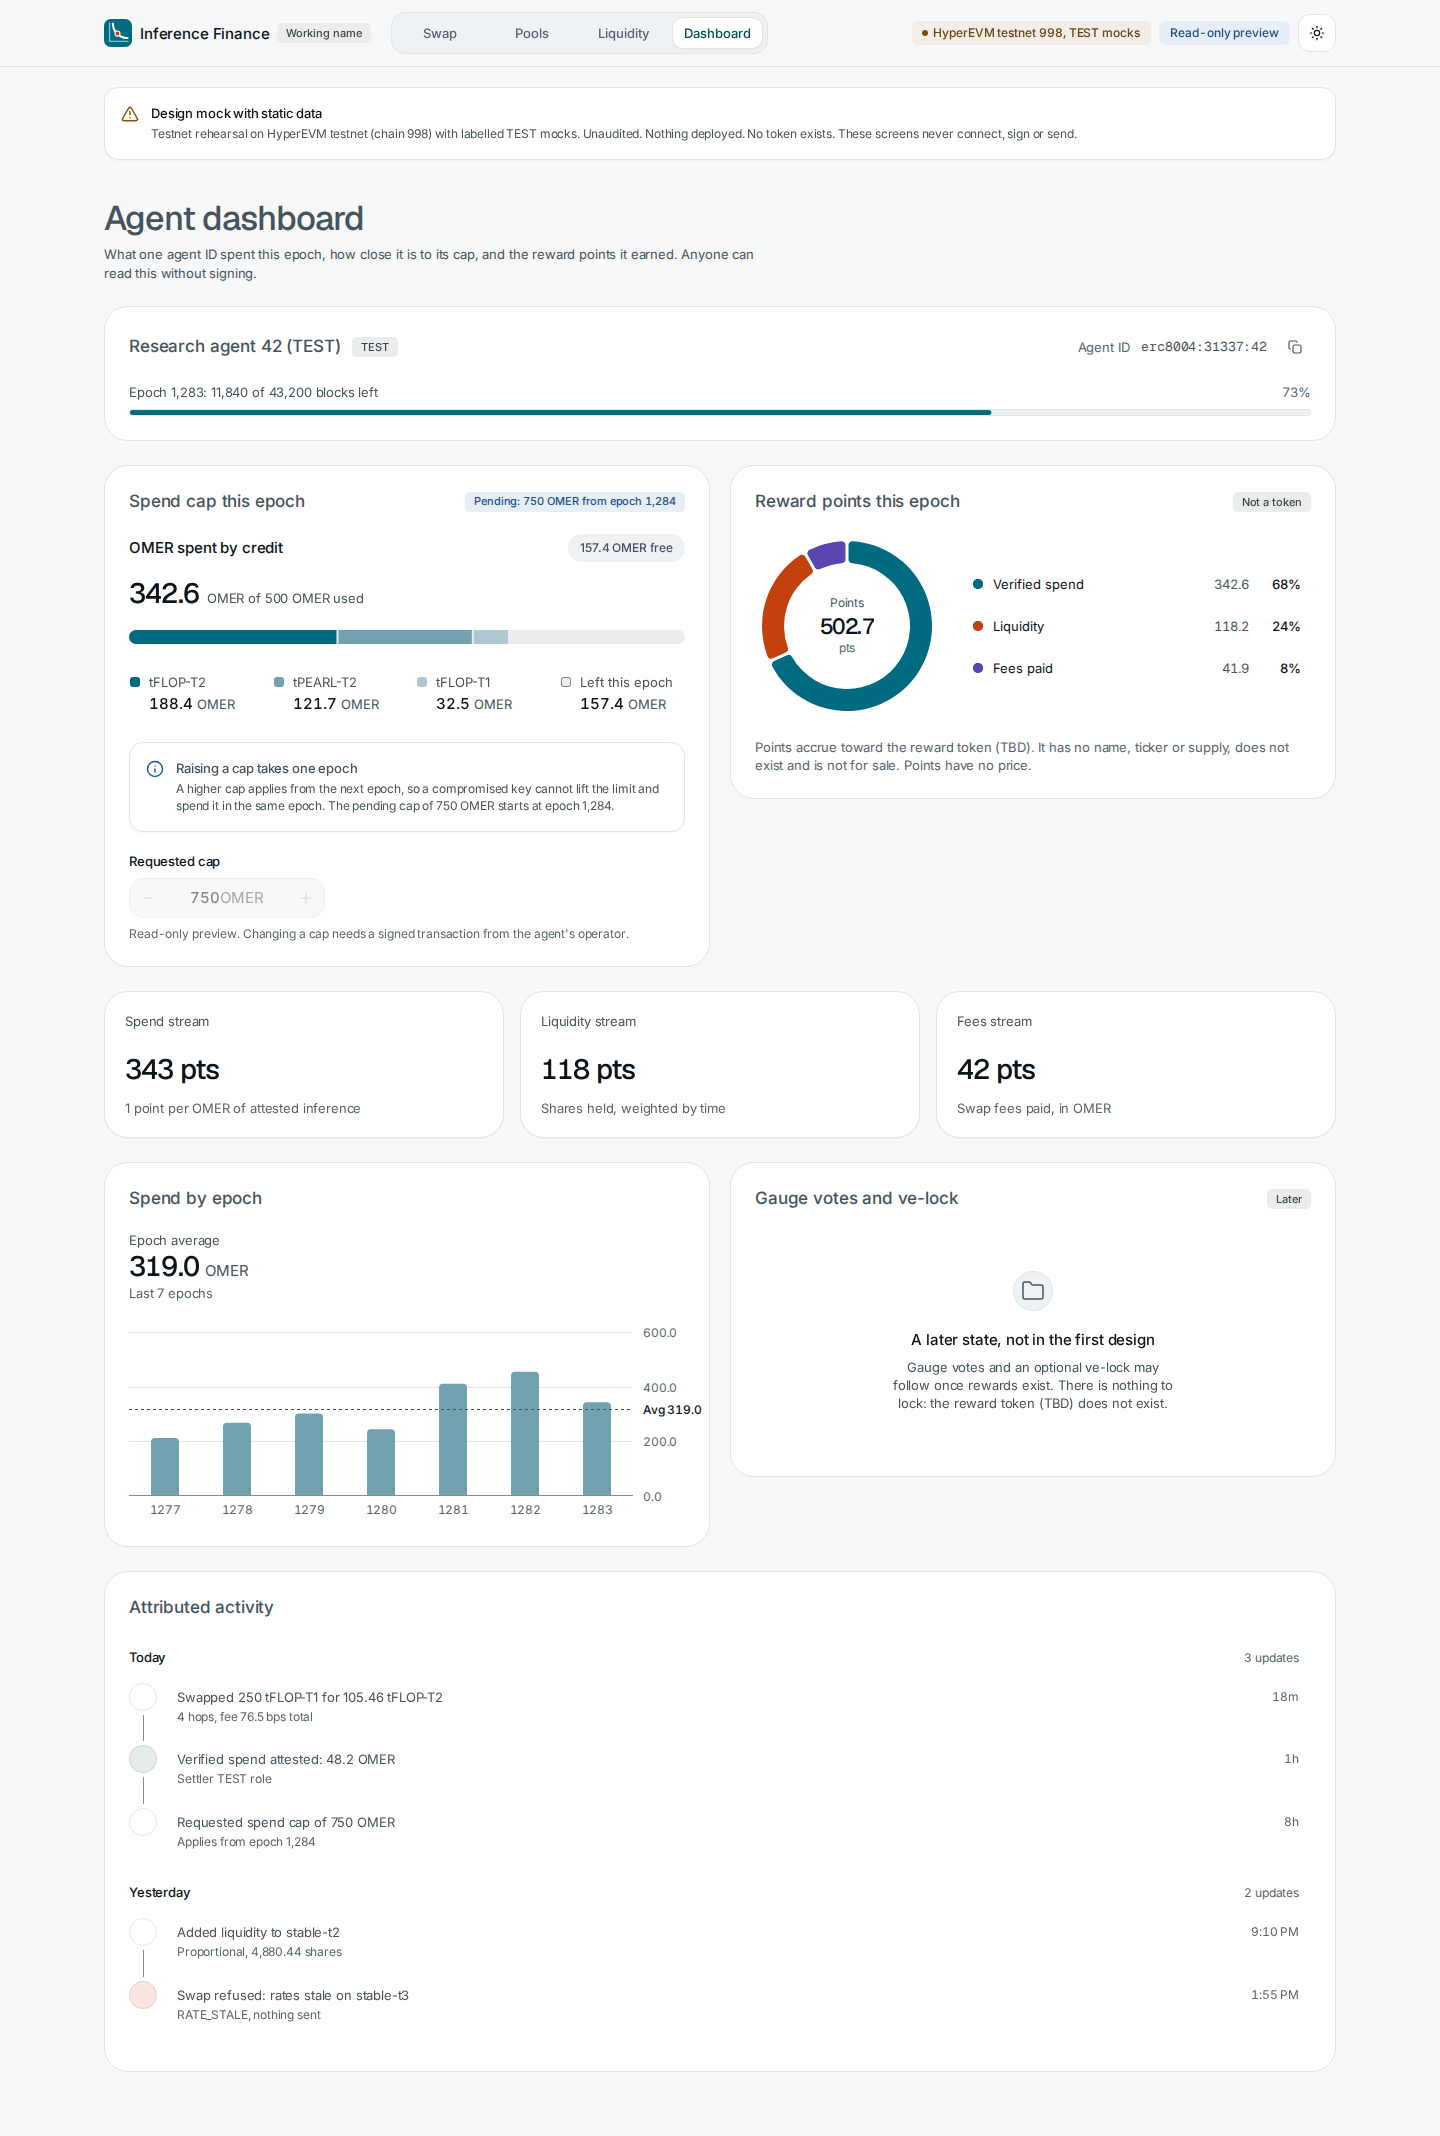 Inference Finance
Working name
Swap
Pools
Liquidity
Dashboard
HyperEVM testnet 998, TEST mocks
Read-only preview
Design mock with static data
Testnet rehearsal on HyperEVM testnet (chain 998) with labelled TEST mocks. Unaudited. Nothing deployed. No token exists. These screens never connect, sign or send.
Agent dashboard
What one agent ID spent this epoch, how close it is to its cap, and the reward points it earned. Anyone can
read this without signing.
Research agent 42 (TEST)
TEST
Agent ID erc8004:31337:42
Epoch 1,283: 11,840 of 43,200 blocks left
73%
Spend cap this epoch
Pending: 750 OMER from epoch 1,284
OMER spent by credit
157.4 OMER free
342.6 OMER of 500 OMER used
tFLOP-T2
188.4 OMER
tPEARL-T2
121.7 OMER
tFLOP-T1
32.5 OMER
Left this epoch
157.4 OMER
Raising a cap takes one epoch
A higher cap applies from the next epoch, so a compromised key cannot lift the limit and
spend it in the same epoch. The pending cap of 750 OMER starts at epoch 1,284.
Requested cap
− 750OMER +
Read-only preview. Changing a cap needs a signed transaction from the agent's operator.
Reward points this epoch
Not a token
Points
502.7
pts
Verified spend 342.6 68%
Liquidity 118.2 24%
Fees paid 41.9 8%
Points accrue toward the reward token (TBD). It has no name, ticker or supply, does not
exist and is not for sale. Points have no price.
Spend stream
343 pts
1 point per OMER of attested inference
Liquidity stream
118 pts
Shares held, weighted by time
Fees stream
42 pts
Swap fees paid, in OMER
Spend by epoch
Epoch average
319.0 OMER
Last 7 epochs
600.0
400.0
Avg 319.0
200.0
0.0
1277 1278 1279 1280 1281 1282 1283
Gauge votes and ve-lock
Later
A later state, not in the first design
Gauge votes and an optional ve-lock may
follow once rewards exist. There is nothing to
lock: the reward token (TBD) does not exist.
Attributed activity
Today
3 updates
Swapped 250 tFLOP-T1 for 105.46 tFLOP-T2
18m
4 hops, fee 76.5 bps total
Verified spend attested: 48.2 OMER
1h
Settler TEST role
Requested spend cap of 750 OMER
8h
Applies from epoch 1,284
Yesterday
2 updates
Added liquidity to stable-t2
9:10 PM
Proportional, 4,880.44 shares
Swap refused: rates stale on stable-t3
1:55 PM
RATE_STALE, nothing sent